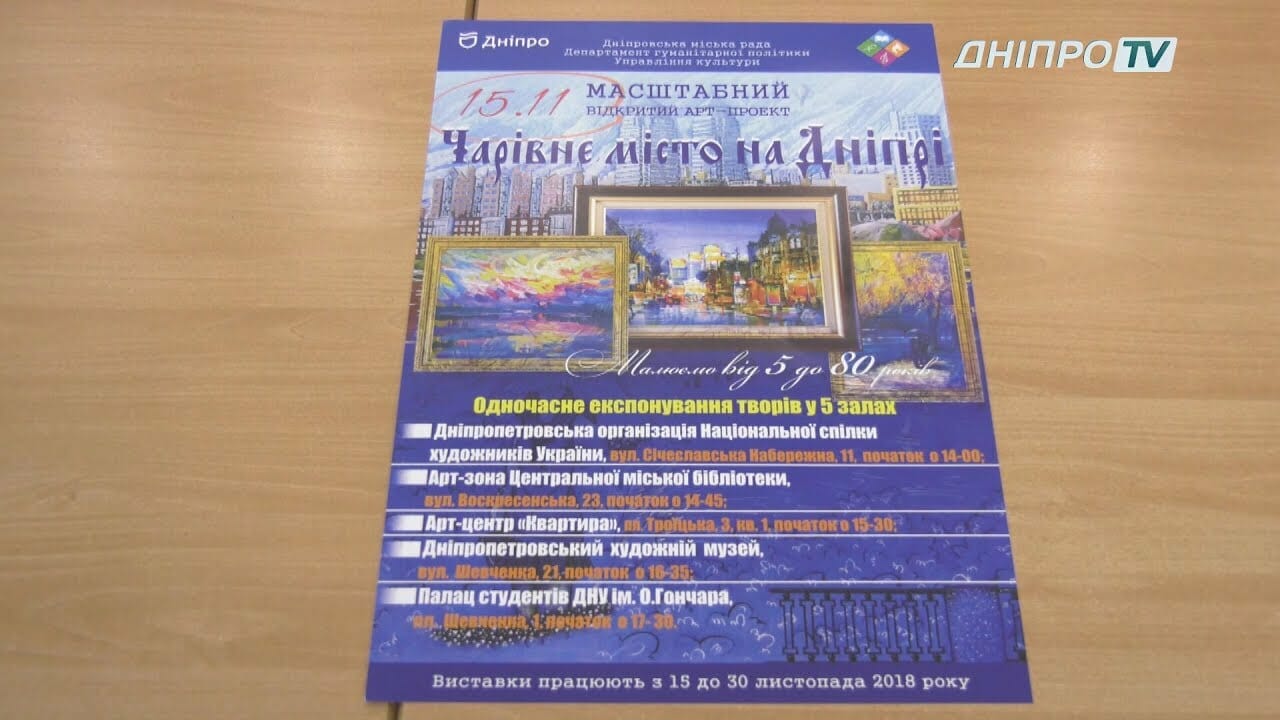 Дніпро
Дніпровська міська рада
Департамент гуманітарної політики
Управління культури
ДНІПРО TV
15.11
МАСШТАБНИЙ
ВІДКРИТИЙ АРТ-ПРОЕКТ
Чарівне місто на Дніпрі
Малюємо від 5 до 80 років
Одночасне експонування творів у 5 залах
Дніпропетровська організація Національної спілки
художників України, вул. Січеславська Набережна, 11, початок о 14-00;
Арт-зона Центральної міської бібліотеки,
вул. Воскресенська, 23, початок о 14-45;
Арт-центр «Квартира», пл. Троїцька, 3, кв. 1, початок о 15-30;
Дніпропетровський художній музей,
вул. Шевченка, 21, початок о 16-35;
Палац студентів ДНУ ім. О.Гончара,
пл. Шевченка, 1, початок о 17- 30.
Виставки працюють з 15 до 30 листопада 2018 року